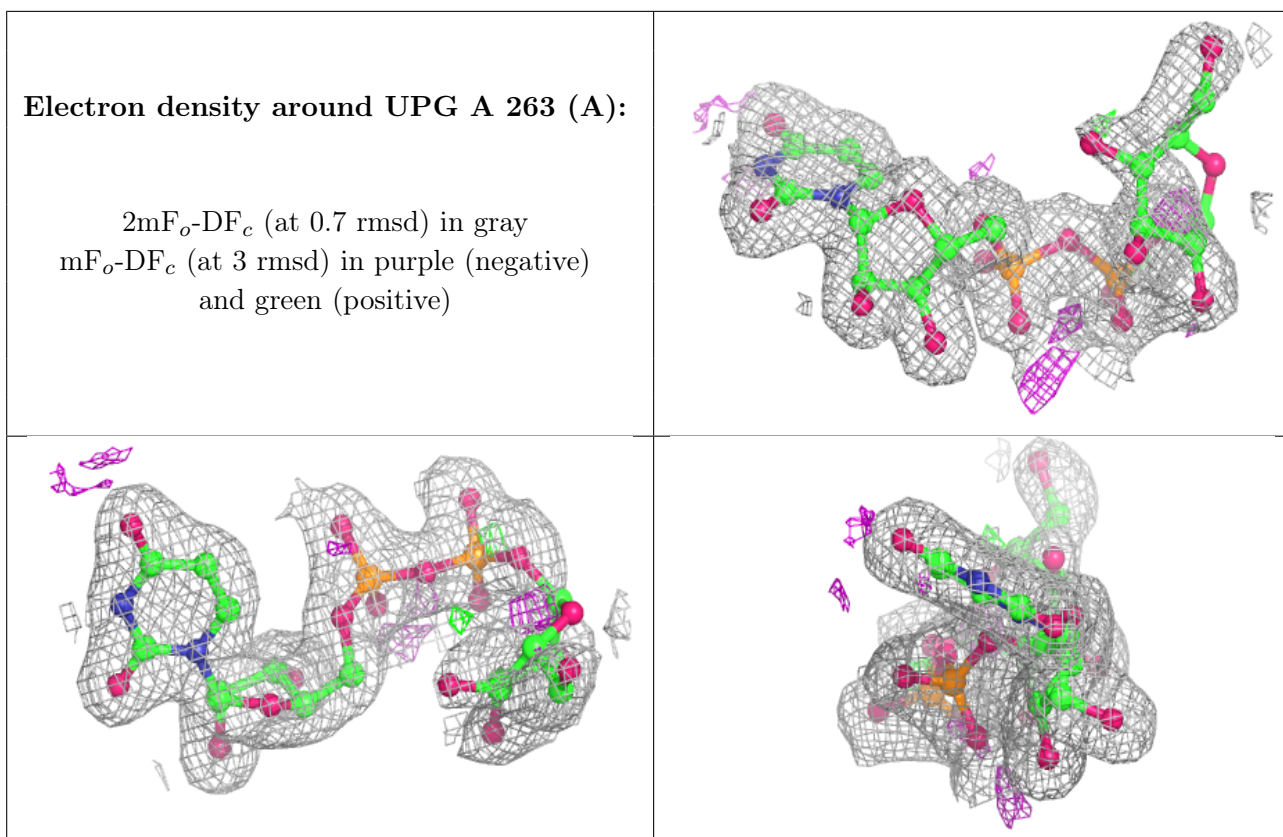 Electron density around UPG A 263 (A):
2mFo-DFc (at 0.7 rmsd) in gray
mFo-DFc (at 3 rmsd) in purple (negative)
and green (positive)